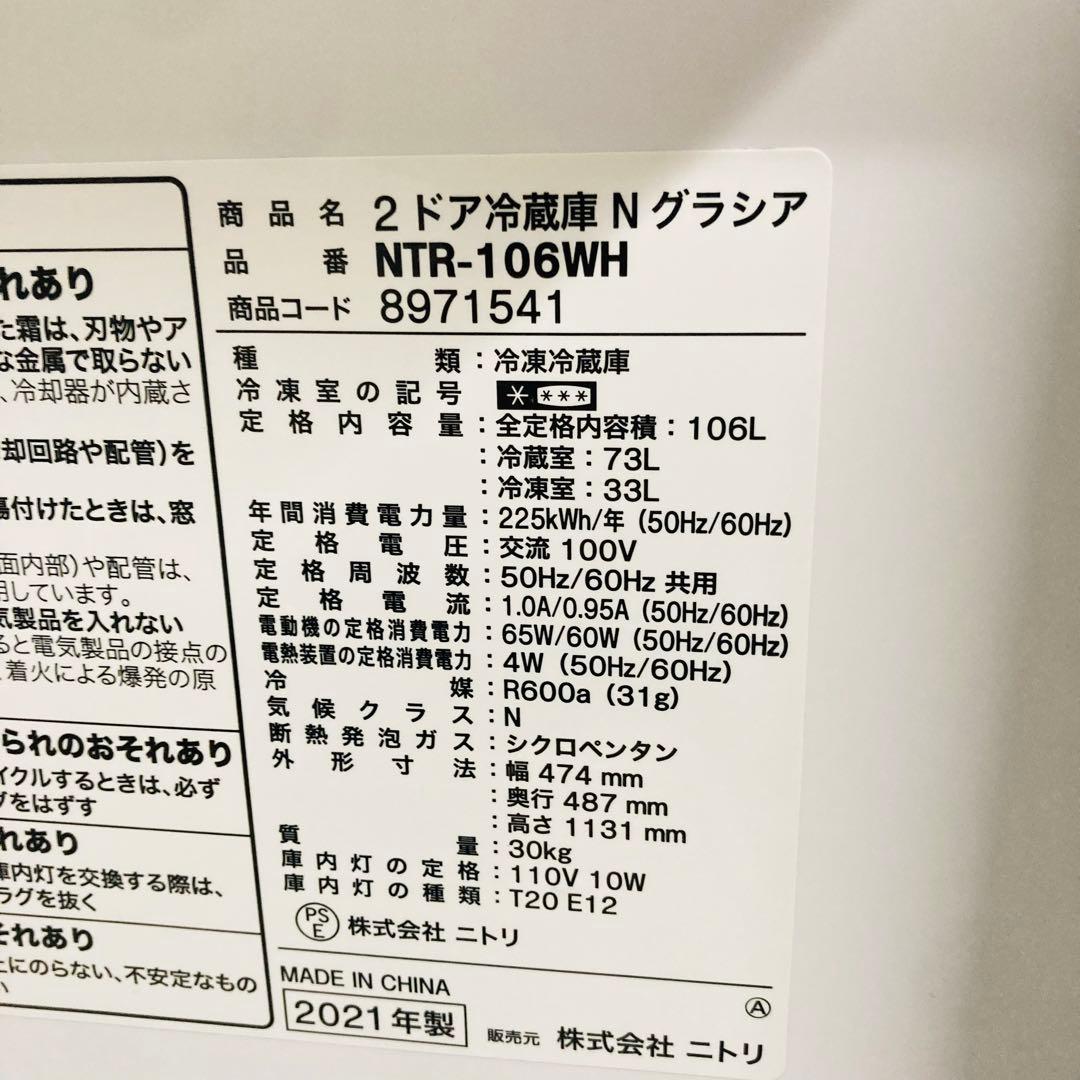 れあり
た霜は、刃物やア
な金属で取らない
、冷却器が内蔵さ
却回路や配管)を
傷付けたときは、窓
面内部)や配管は、
用しています。
気製品を入れない
ると電気製品の接点の
着火による爆発の原
られのおそれあり
イクルするときは、必ず
グをはずす
れあり
庫内灯を交換する際は、
ラグを抜く
それあり
上にのらない、不安定なもの
い
商品名 2ドア冷蔵庫 N グラシア
品番 NTR-106WH
商品コード 8971541
種類:冷凍冷蔵庫
冷凍室の記号 * ***
定格内容量:全定格内容積:106L
:冷蔵室:73L
:冷凍室:33L
年間消費電力量:225kWh/年 (50Hz/60Hz)
定格電圧:交流 100V
定格周波数:50Hz/60Hz 共用
定格電流:1.0A/0.95A (50Hz/60Hz)
電動機の定格消費電力:65W/60W (50Hz/60Hz)
電熱装置の定格消費電力:4W (50Hz/60Hz)
冷媒:R600a (31g)
気候クラス:N
断熱発泡ガス:シクロペンタン
外形寸法:幅 474 mm
:奥行 487 mm
:高さ 1131 mm
質量:30kg
庫内灯の定格:110V 10W
庫内灯の種類:T20 E12
PS
E 株式会社 ニトリ
MADE IN CHINA
A
2021年製 販売元 株式会社 ニトリ